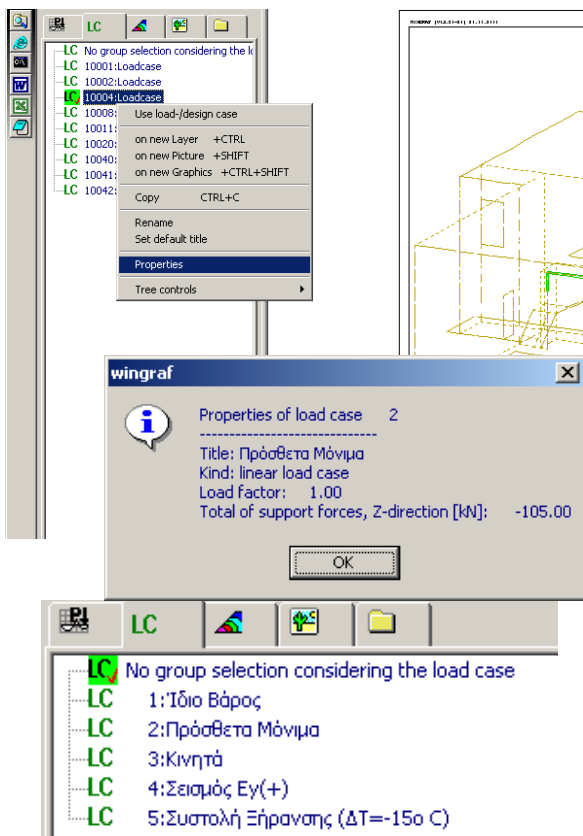 LC
LC No group selection considering the lc
LC 10001:Loadcase
LC 10002:Loadcase
LC 10004:Loadcase
LC 10008:
LC 10011:
LC 10020:
LC 10040:
LC 10041:
LC 10042:
Use load-/design case
on new Layer +CTRL
on new Picture +SHIFT
on new Graphics +CTRL+SHIFT
Copy CTRL+C
Rename
Set default title
Properties
Tree controls
wingraf
Properties of load case 2
-----------------------------
Title: Πρόσθετα Μόνιμα
Kind: linear load case
Load factor: 1.00
Total of support forces, Z-direction [kN]: -105.00
OK
LC
LC No group selection considering the load case
LC 1:Ίδιο Βάρος
LC 2:Πρόσθετα Μόνιμα
LC 3:Κινητά
LC 4:Σεισμός Ey(+)
LC 5:Συστολή Ξήρανσης (ΔΤ=-15o C)